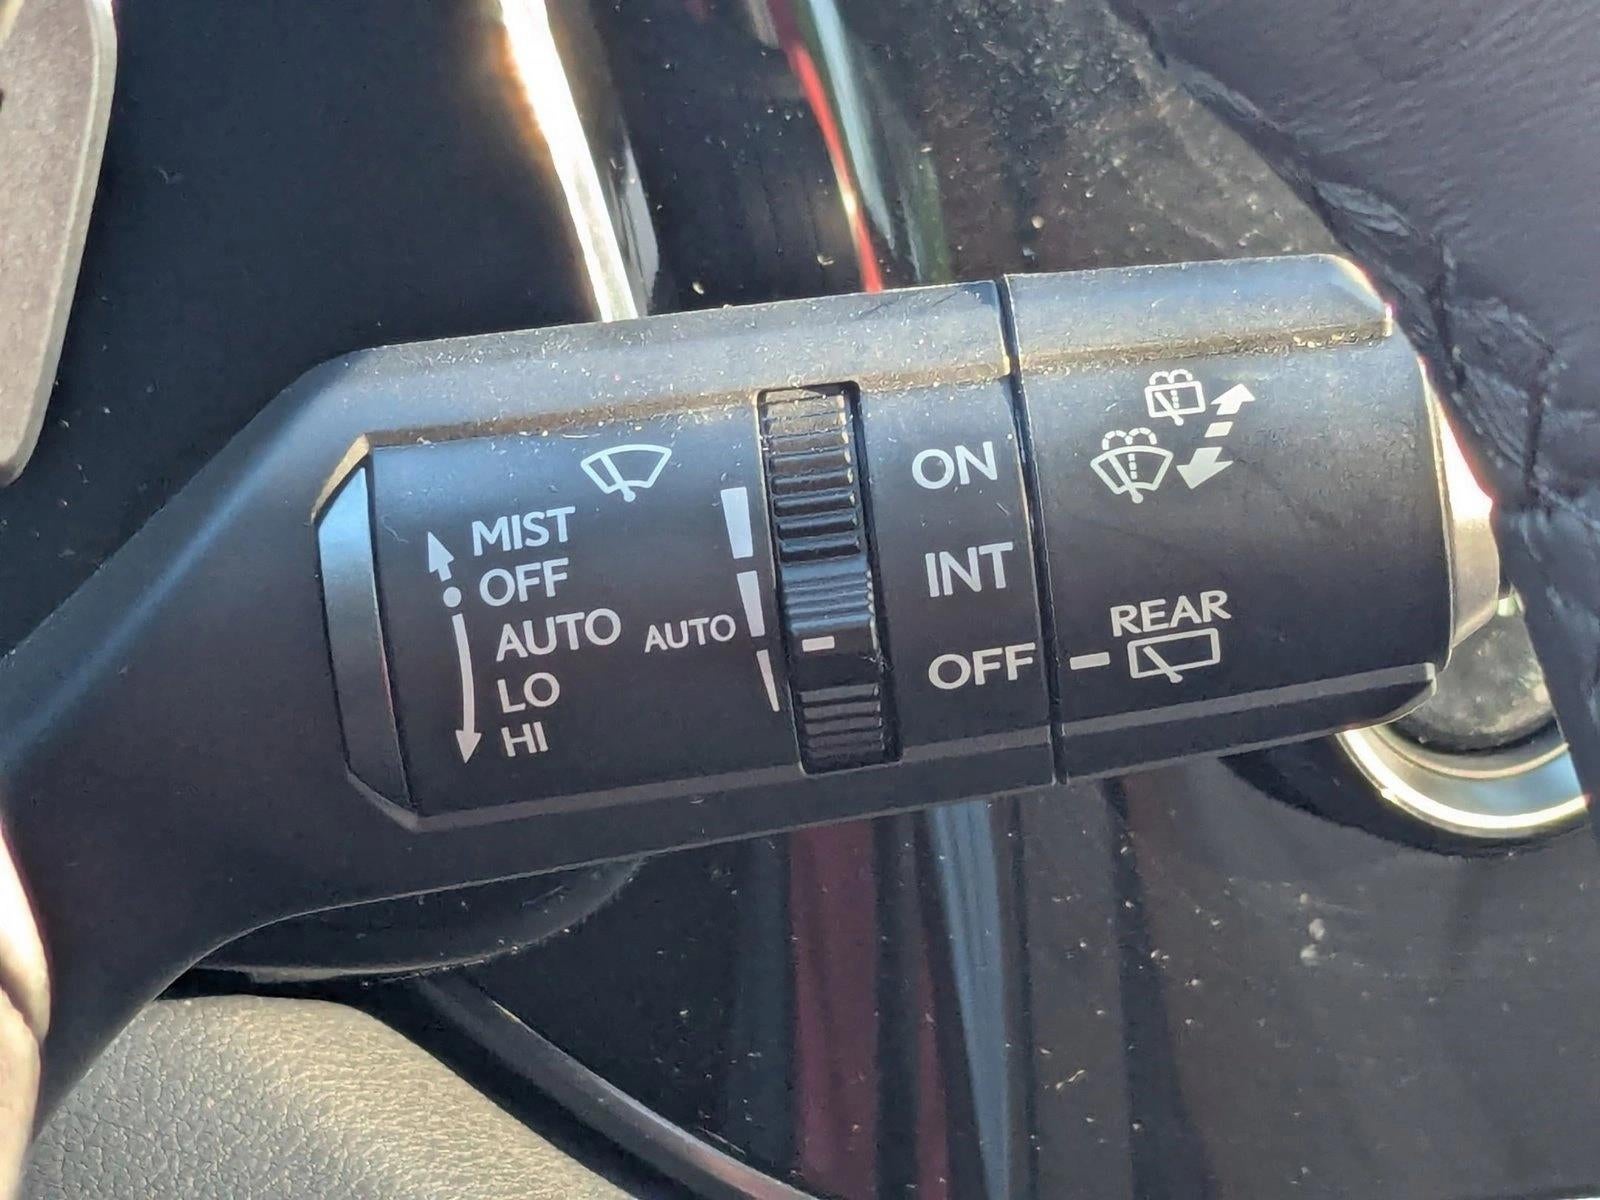 MIST
OFF
AUTO
LO
HI
AUTO
ON
INT
OFF
REAR